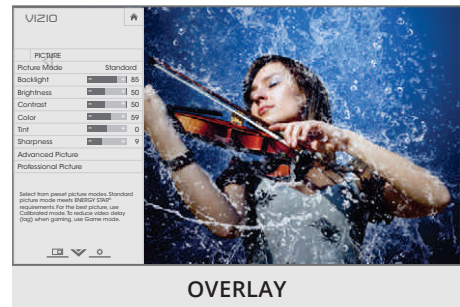 VIZIO
PICTURE
Picture Mode Standard
Backlight 85
Brightness 50
Contrast 50
Color 59
Tint 0
Sharpness 9
Advanced Picture
Professional Picture
Select from preset picture modes. Standard
picture mode meets ENERGY STAR®
requirements. For the best picture, use
Calibrated mode. To reduce video delay
(lag) when gaming, use Game mode.
OVERLAY